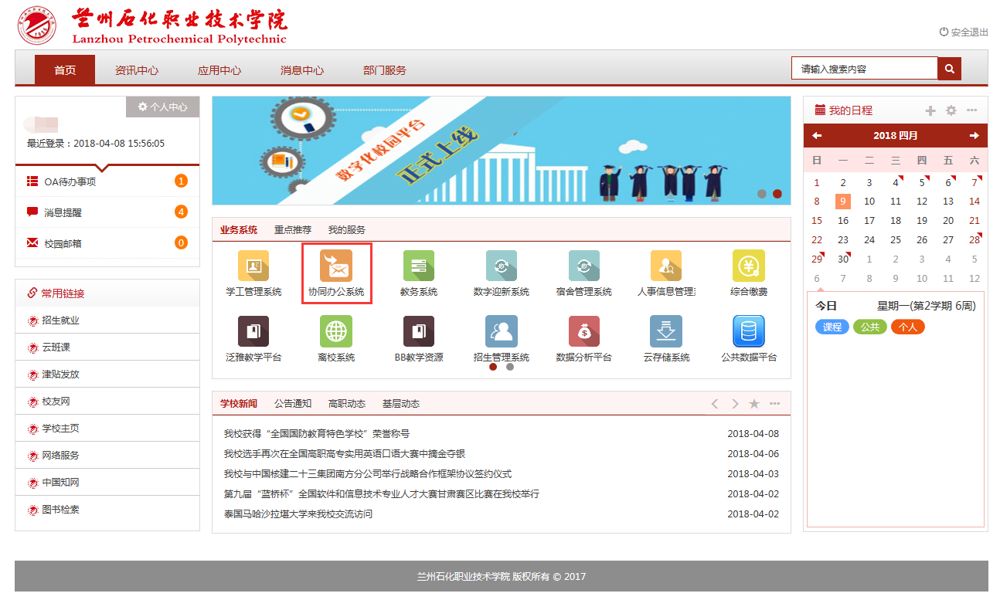 兰州石化职业技术学院
Lanzhou Petrochemical Polytechnic
安全退出
首页 资讯中心 应用中心 消息中心 部门服务
请输入搜索内容
个人中心
最近登录：2018-04-08 15:56:05
OA待办事项 1
消息提醒 4
校园邮箱 0
常用链接
招生就业
云班课
津贴发放
校友网
学校主页
网络服务
中国知网
图书检索
数字化校园平台
正式上线
业务系统 重点推荐 我的服务
学工管理系统 协同办公系统 教务系统 数字迎新系统 宿舍管理系统 人事信息管理系 综合缴费
泛雅教学平台 离校系统 BB教学资源 招生管理系统 数据分析平台 云存储系统 公共数据平台
学校新闻 公告通知 高职动态 基层动态
我校获得“全国国防教育特色学校”荣誉称号 2018-04-08
我校选手再次在全国高职高专实用英语口语大赛中摘金夺银 2018-04-06
我校与中国核建二十三集团南方分公司举行战略合作框架协议签约仪式 2018-04-03
第九届“蓝桥杯”全国软件和信息技术专业人才大赛甘肃赛区比赛在我校举行 2018-04-02
泰国马哈沙拉堪大学来我校交流访问 2018-04-02
我的日程
2018 四月
日 一 二 三 四 五 六
1 2 3 4 5 6 7
8 9 10 11 12 13 14
15 16 17 18 19 20 21
22 23 24 25 26 27 28
29 30 1 2 3 4 5
6 7 8 9 10 11 12
今日 星期一(第2学期 6周)
课程 公共 个人
兰州石化职业技术学院 版权所有 © 2017